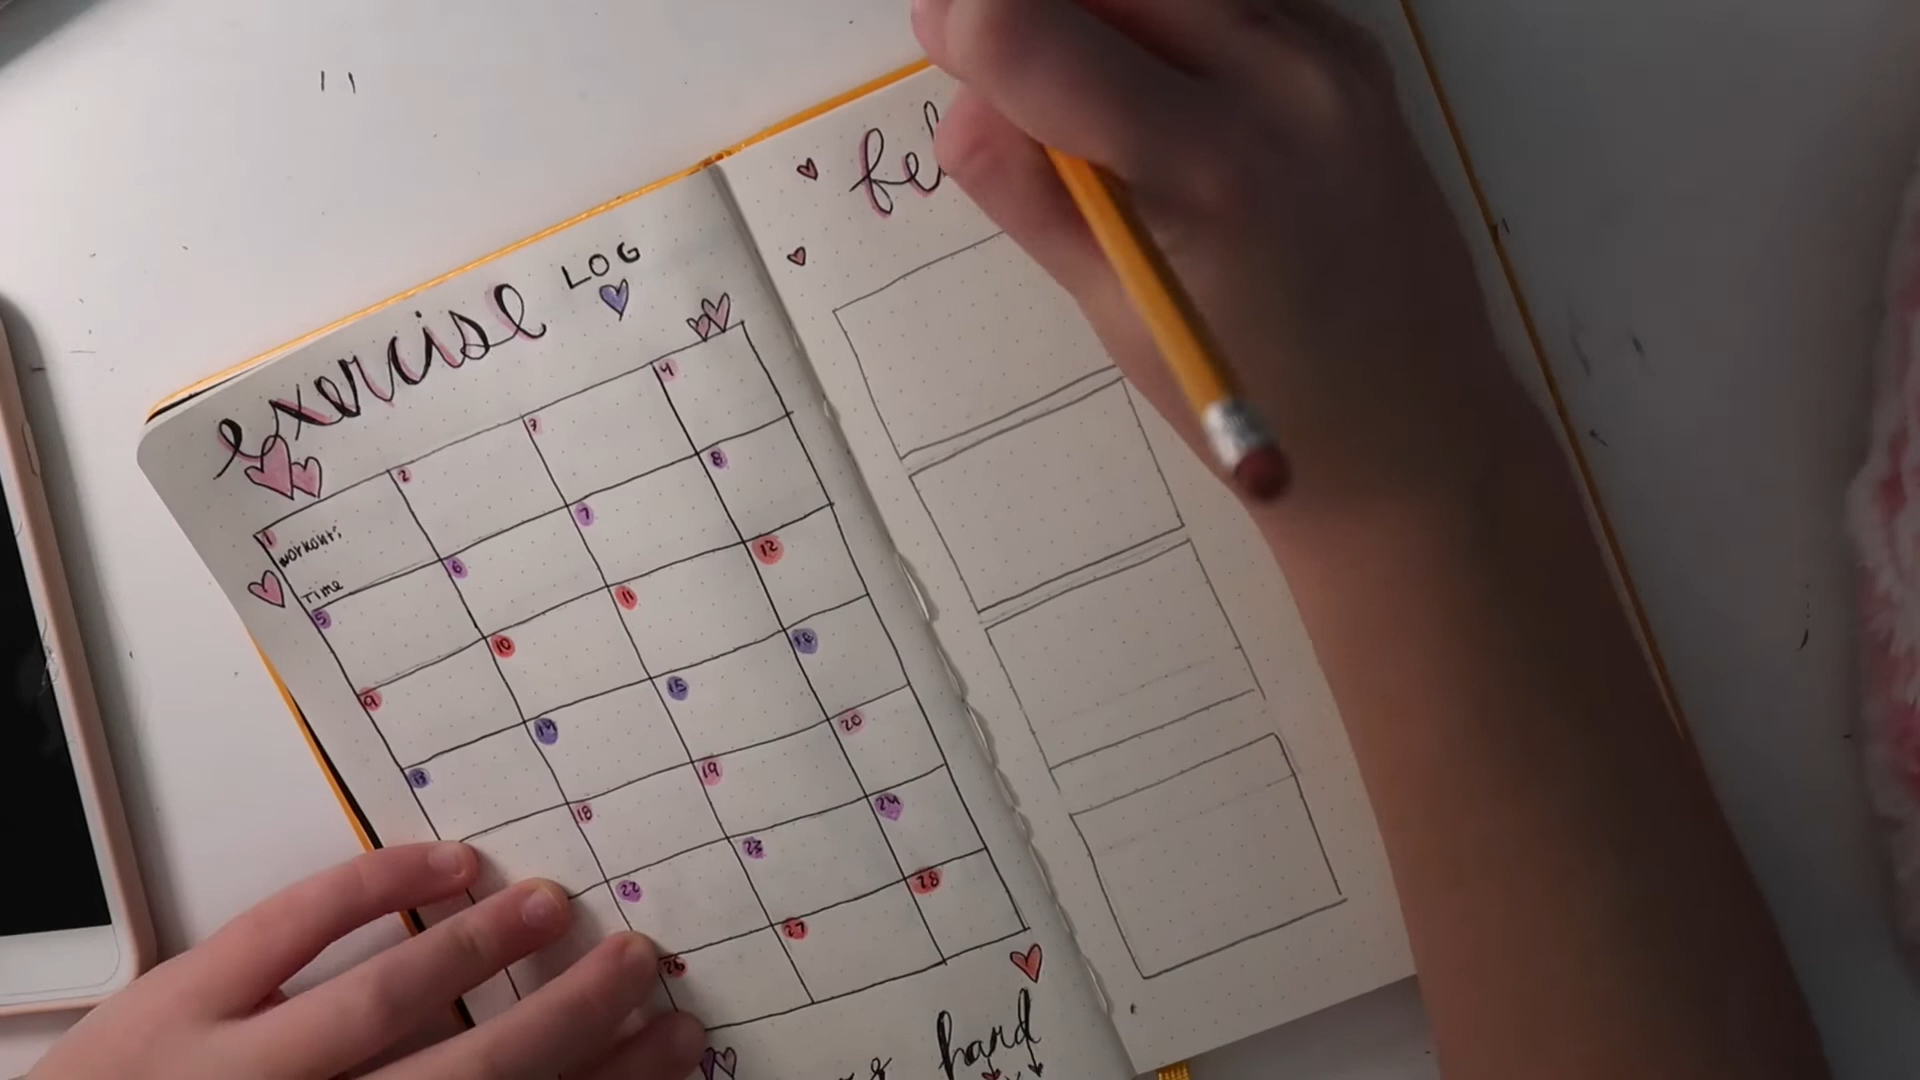 exercise LOG
1 2 3 4
workout:
Time
5 6 7 8
9 10 11 12
13 14 15 16
18 19 20
22 23 24
26 27 28
hard